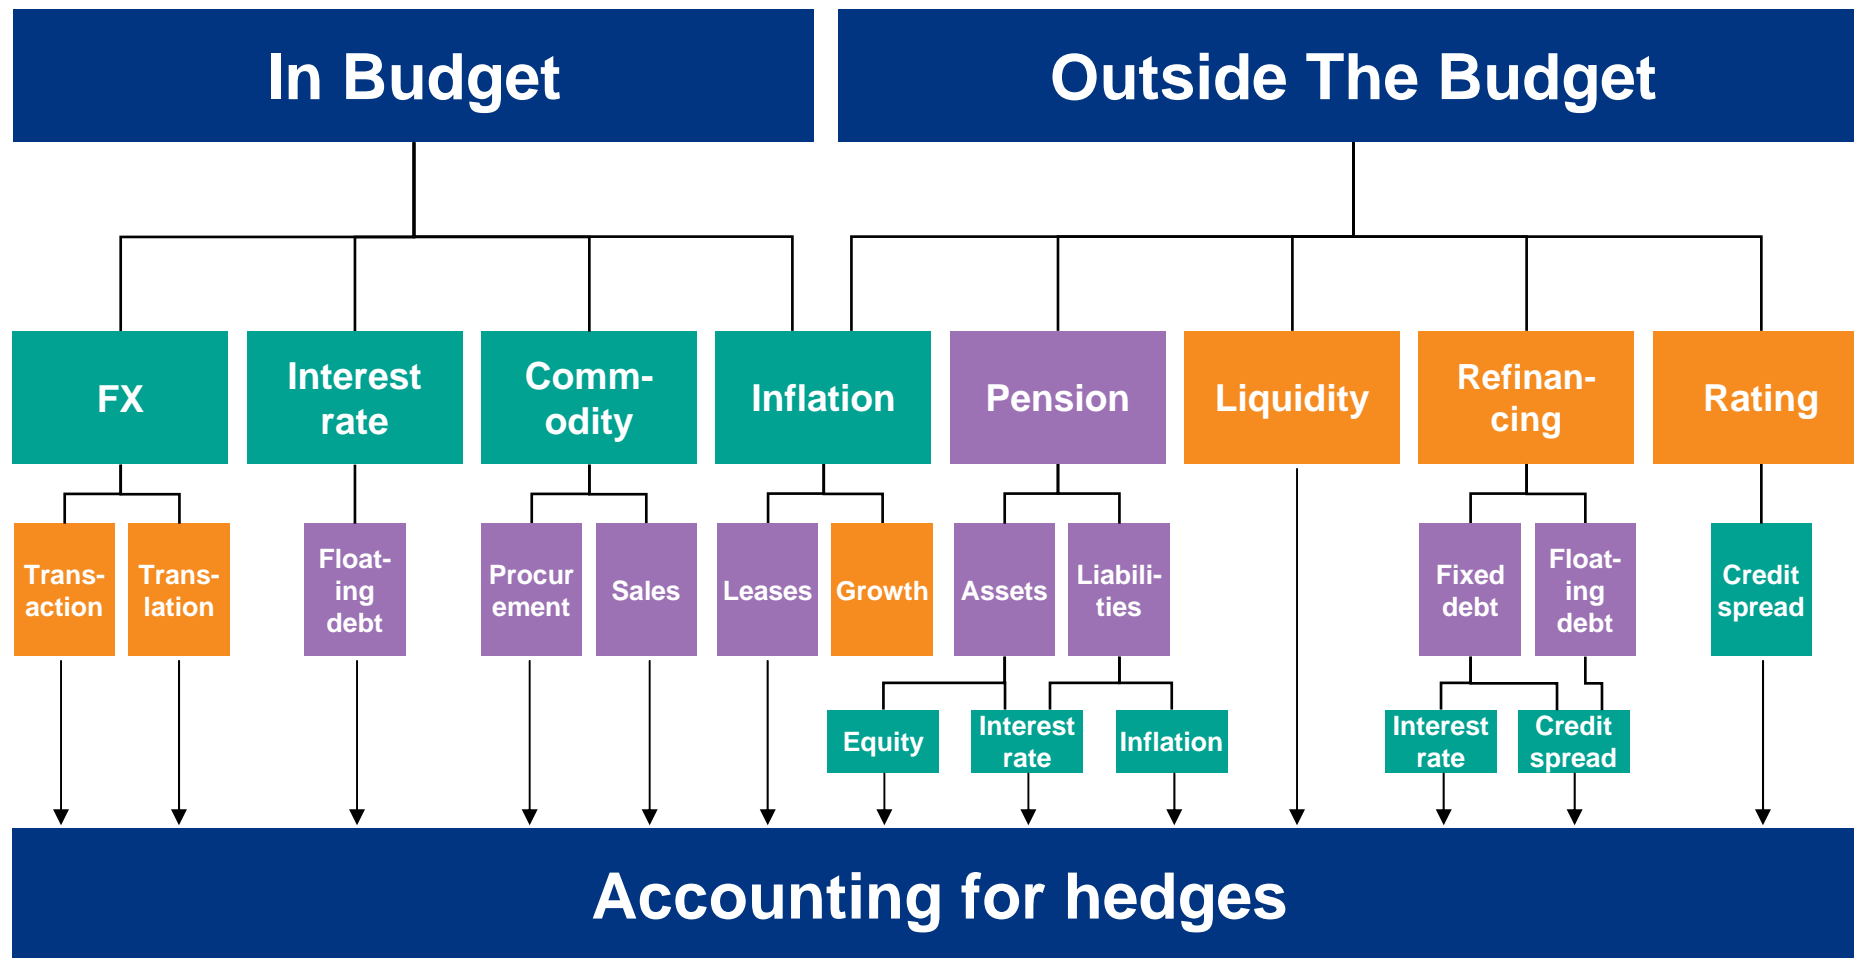 In Budget
Outside The Budget
FX
Interest
rate
Comm-
odity
Inflation
Pension
Liquidity
Refinan-
cing
Rating
Trans-
action
Trans-
lation
Float-
ing
debt
Procur
ement
Sales
Leases
Growth
Assets
Liabili-
ties
Fixed
debt
Float-
ing
debt
Credit
spread
Equity
Interest
rate
Inflation
Interest
rate
Credit
spread
Accounting for hedges